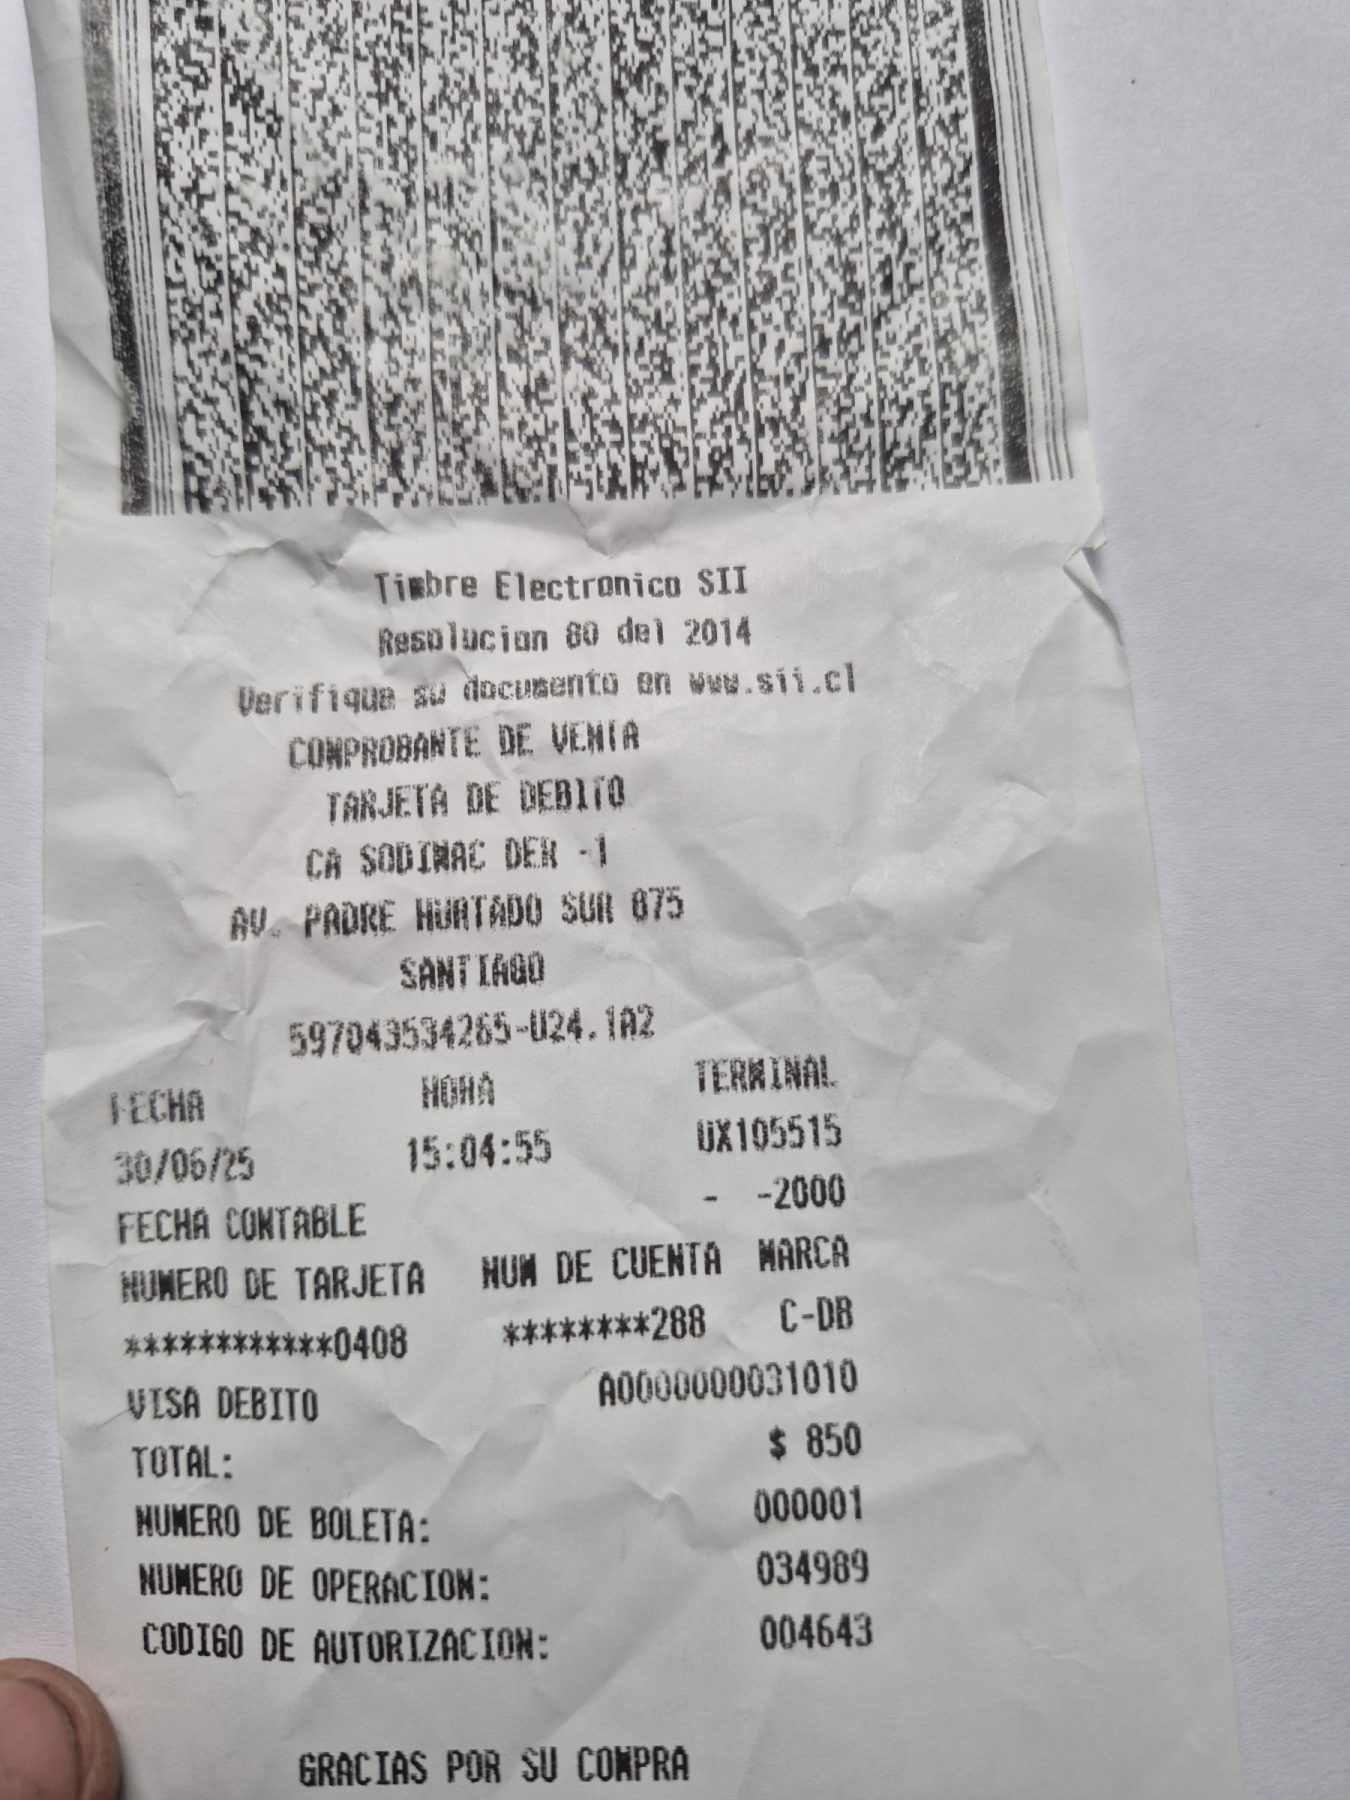 Timbre Electronico SII
Resolucion 80 del 2014
Verifique su documento en www.sii.cl
COMPROBANTE DE VENTA
TARJETA DE DEBITO
CA SODIMAC DER -1
AV. PADRE HURTADO SUR 875
SANTIAGO
597043534265-U24.1A2
FECHA HORA TERMINAL
30/06/25 15:04:55 UX105515
FECHA CONTABLE - -2000
NUMERO DE TARJETA NUM DE CUENTA MARCA
************0408 ********288 C-DB
VISA DEBITO A0000000031010
TOTAL: $ 850
NUMERO DE BOLETA: 000001
NUMERO DE OPERACION: 034989
CODIGO DE AUTORIZACION: 004643
GRACIAS POR SU COMPRA